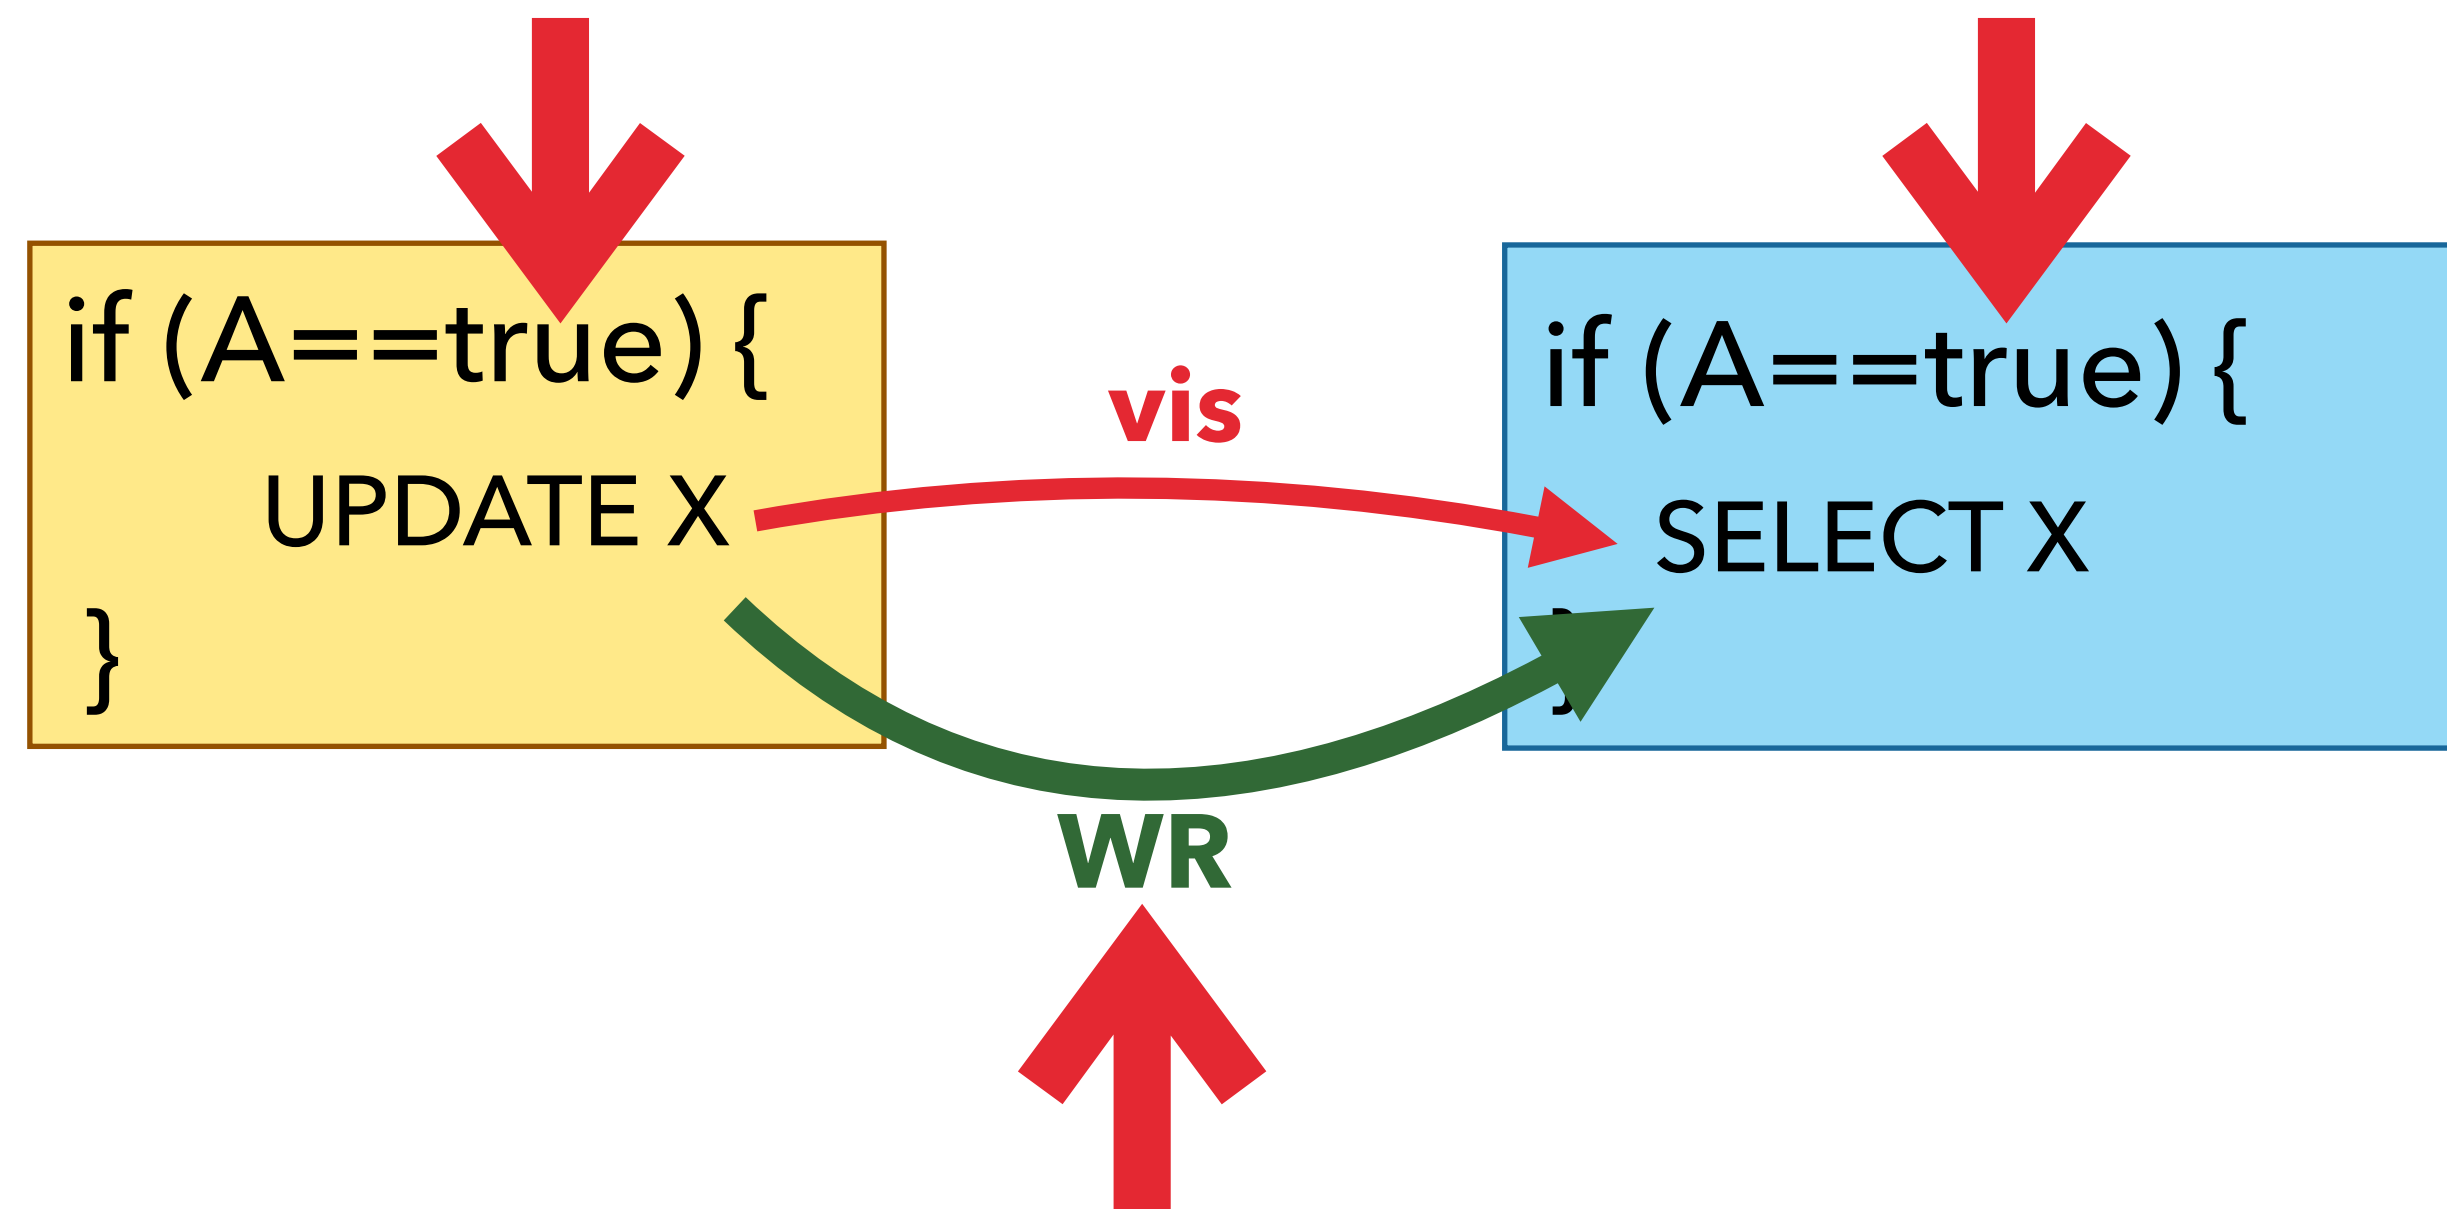 if (A==true) {
UPDATE X
}
vis
WR
if (A==true) {
SELECT X
}